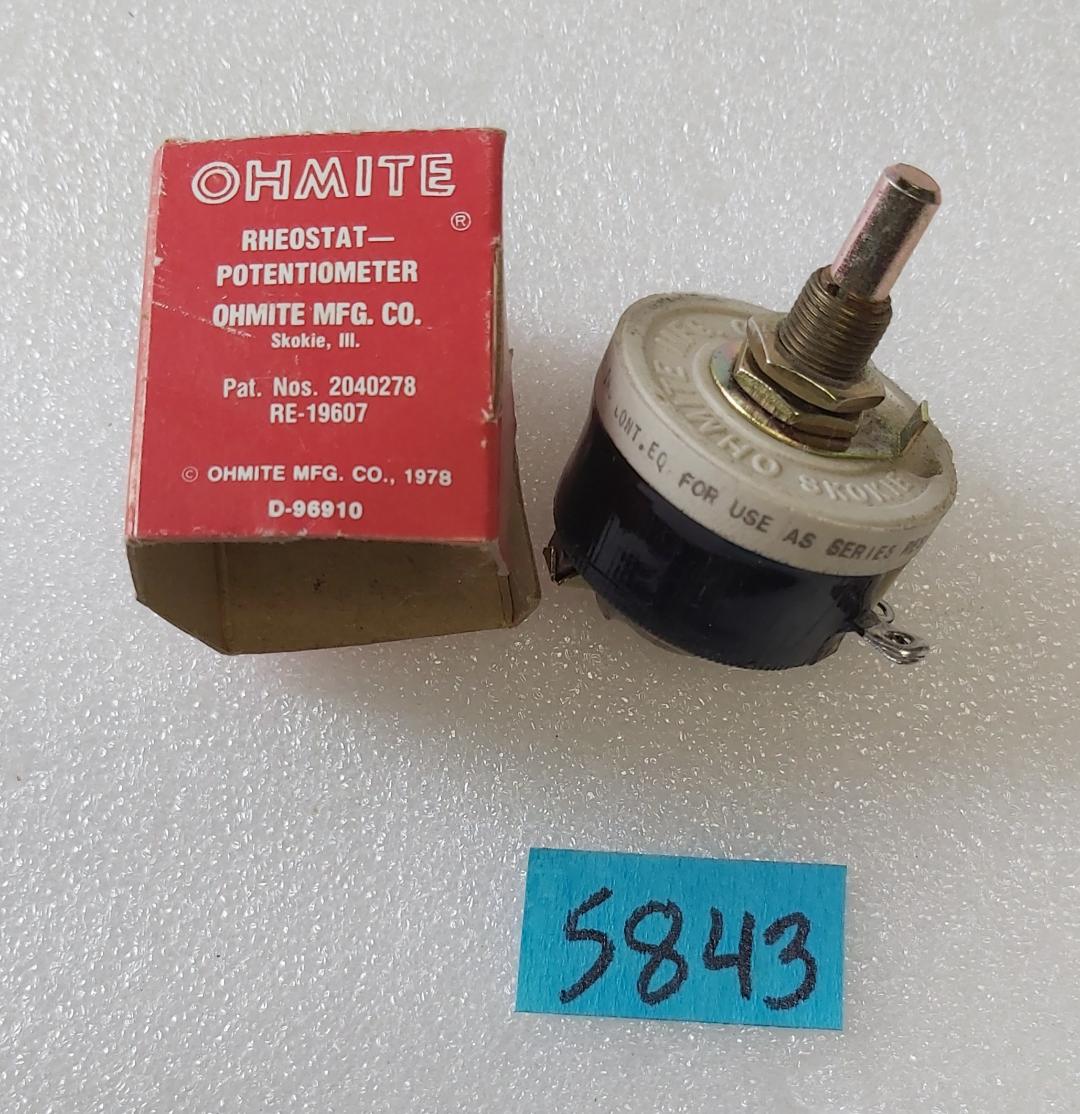 OHMITE
®
RHEOSTAT—
POTENTIOMETER
OHMITE MFG. CO.
Skokie, Ill.
Pat. Nos. 2040278
RE-19607
© OHMITE MFG. CO., 1978
D-96910
OHMITE SKOKIE
CONT.EQ. FOR USE AS SERIES
5843